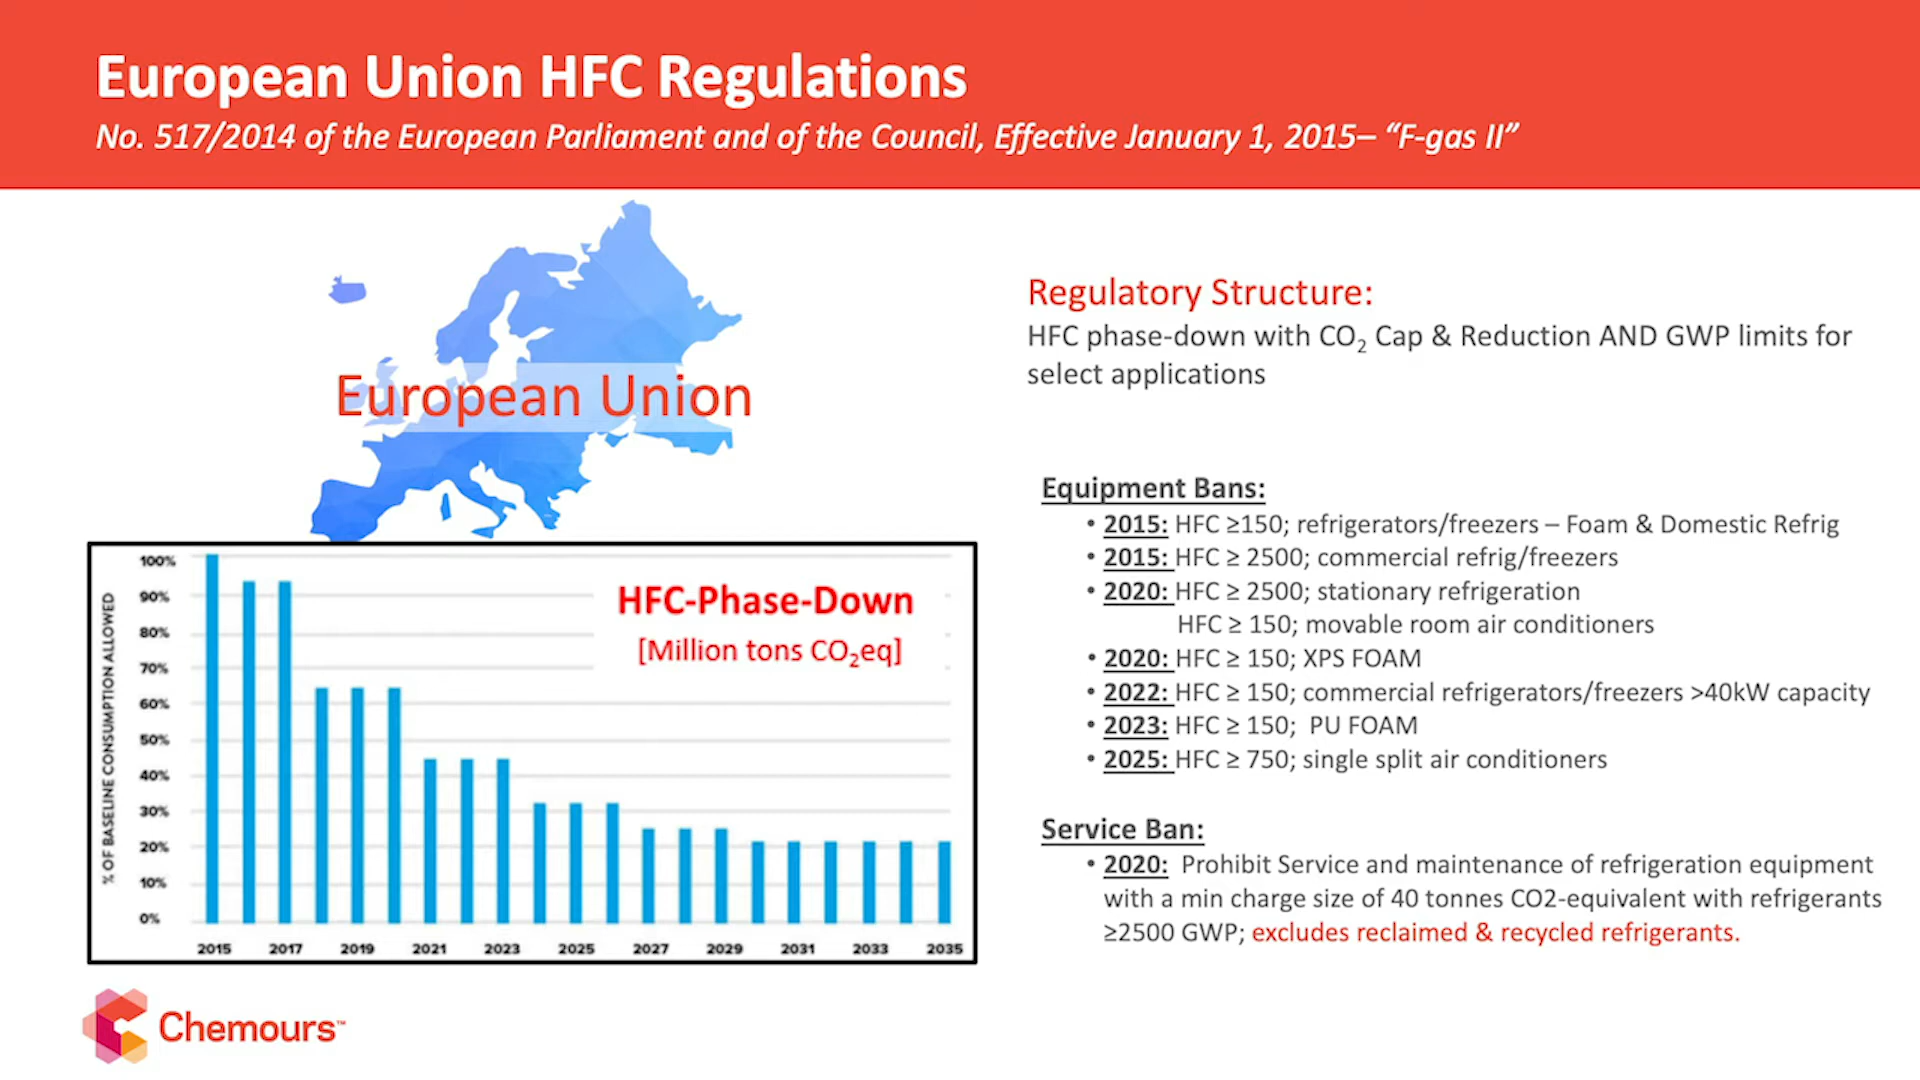 European Union HFC Regulations
No. 517/2014 of the European Parliament and of the Council, Effective January 1, 2015– “F-gas II”
European Union
% OF BASELINE CONSUMPTION ALLOWED
HFC-Phase-Down
[Million tons CO₂eq]
100%
90%
80%
70%
60%
50%
40%
30%
20%
10%
0%
2015 2017 2019 2021 2023 2025 2027 2029 2031 2033 2035
Regulatory Structure:
HFC phase-down with CO₂ Cap & Reduction AND GWP limits for
select applications
Equipment Bans:
• 2015: HFC ≥150; refrigerators/freezers – Foam & Domestic Refrig
• 2015: HFC ≥ 2500; commercial refrig/freezers
• 2020: HFC ≥ 2500; stationary refrigeration
HFC ≥ 150; movable room air conditioners
• 2020: HFC ≥ 150; XPS FOAM
• 2022: HFC ≥ 150; commercial refrigerators/freezers >40kW capacity
• 2023: HFC ≥ 150; PU FOAM
• 2025: HFC ≥ 750; single split air conditioners
Service Ban:
• 2020: Prohibit Service and maintenance of refrigeration equipment
with a min charge size of 40 tonnes CO2-equivalent with refrigerants
≥2500 GWP; excludes reclaimed & recycled refrigerants.
Chemours™